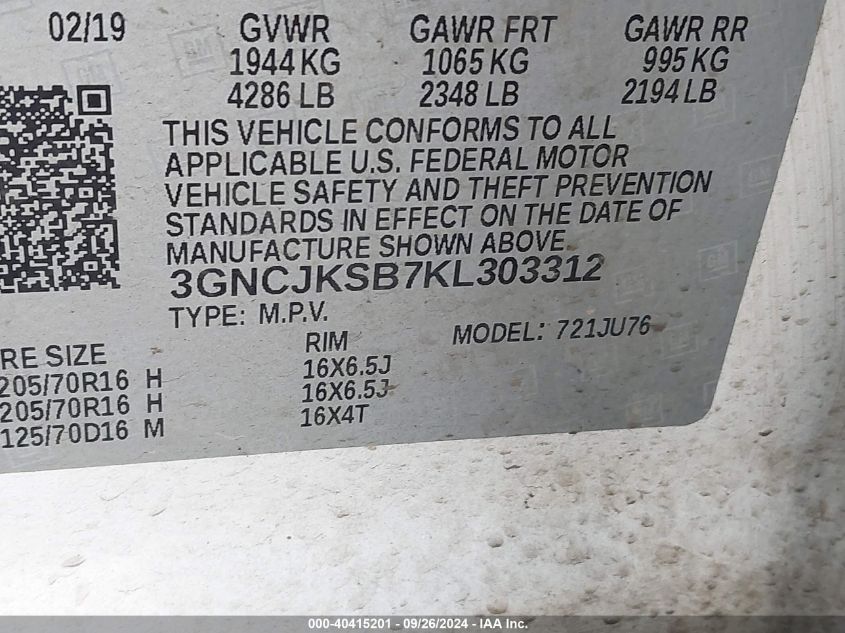 02/19 GVWR GAWR FRT GAWR RR
1944 KG 1065 KG 995 KG
4286 LB 2348 LB 2194 LB
THIS VEHICLE CONFORMS TO ALL
APPLICABLE U.S. FEDERAL MOTOR
VEHICLE SAFETY AND THEFT PREVENTION
STANDARDS IN EFFECT ON THE DATE OF
MANUFACTURE SHOWN ABOVE.
3GNCJKSB7KL303312
TYPE: M.P.V. MODEL: 721JU76
RE SIZE RIM
205/70R16 H 16X6.5J
205/70R16 H 16X6.5J
125/70D16 M 16X4T
000-40415201 - 09/26/2024 - IAA Inc.